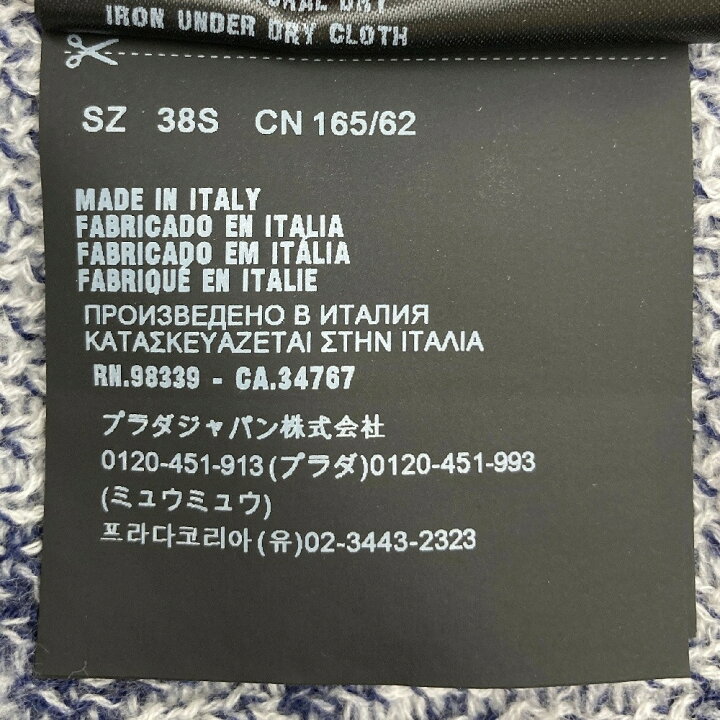 IRON UNDER DRY CLOTH
SZ 38S CN 165/62
MADE IN ITALY
FABRICADO EN ITALIA
FABRICADO EM ITÁLIA
FABRIQUÉ EN ITALIE
ПРОИЗВЕДЕНО В ИТАЛИЯ
ΚΑΤΑΣΚΕΥΑΖΕΤΑΙ ΣΤΗΝ ΙΤΑΛΙΑ
RN.98339 - CA.34767
プラダジャパン株式会社
0120-451-913(プラダ)0120-451-993
(ミュウミュウ)
프라다코리아(유)02-3443-2323